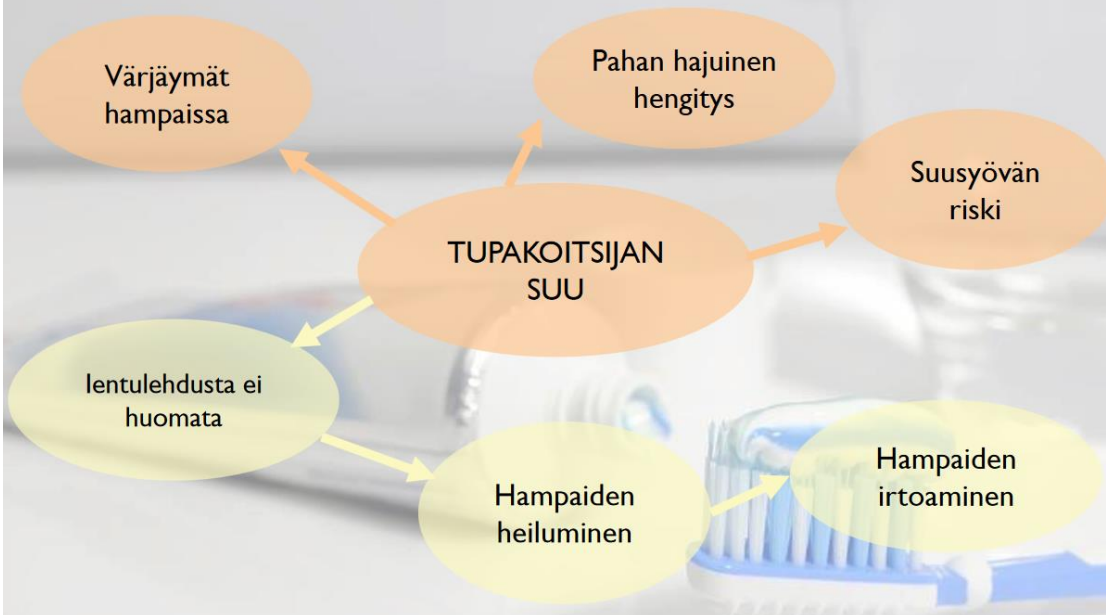 Värjäymät
hampaissa
Pahan hajuinen
hengitys
Suusyövän
riski
TUPAKOITSIJAN
SUU
Ientulehdusta ei
huomata
Hampaiden
heiluminen
Hampaiden
irtoaminen